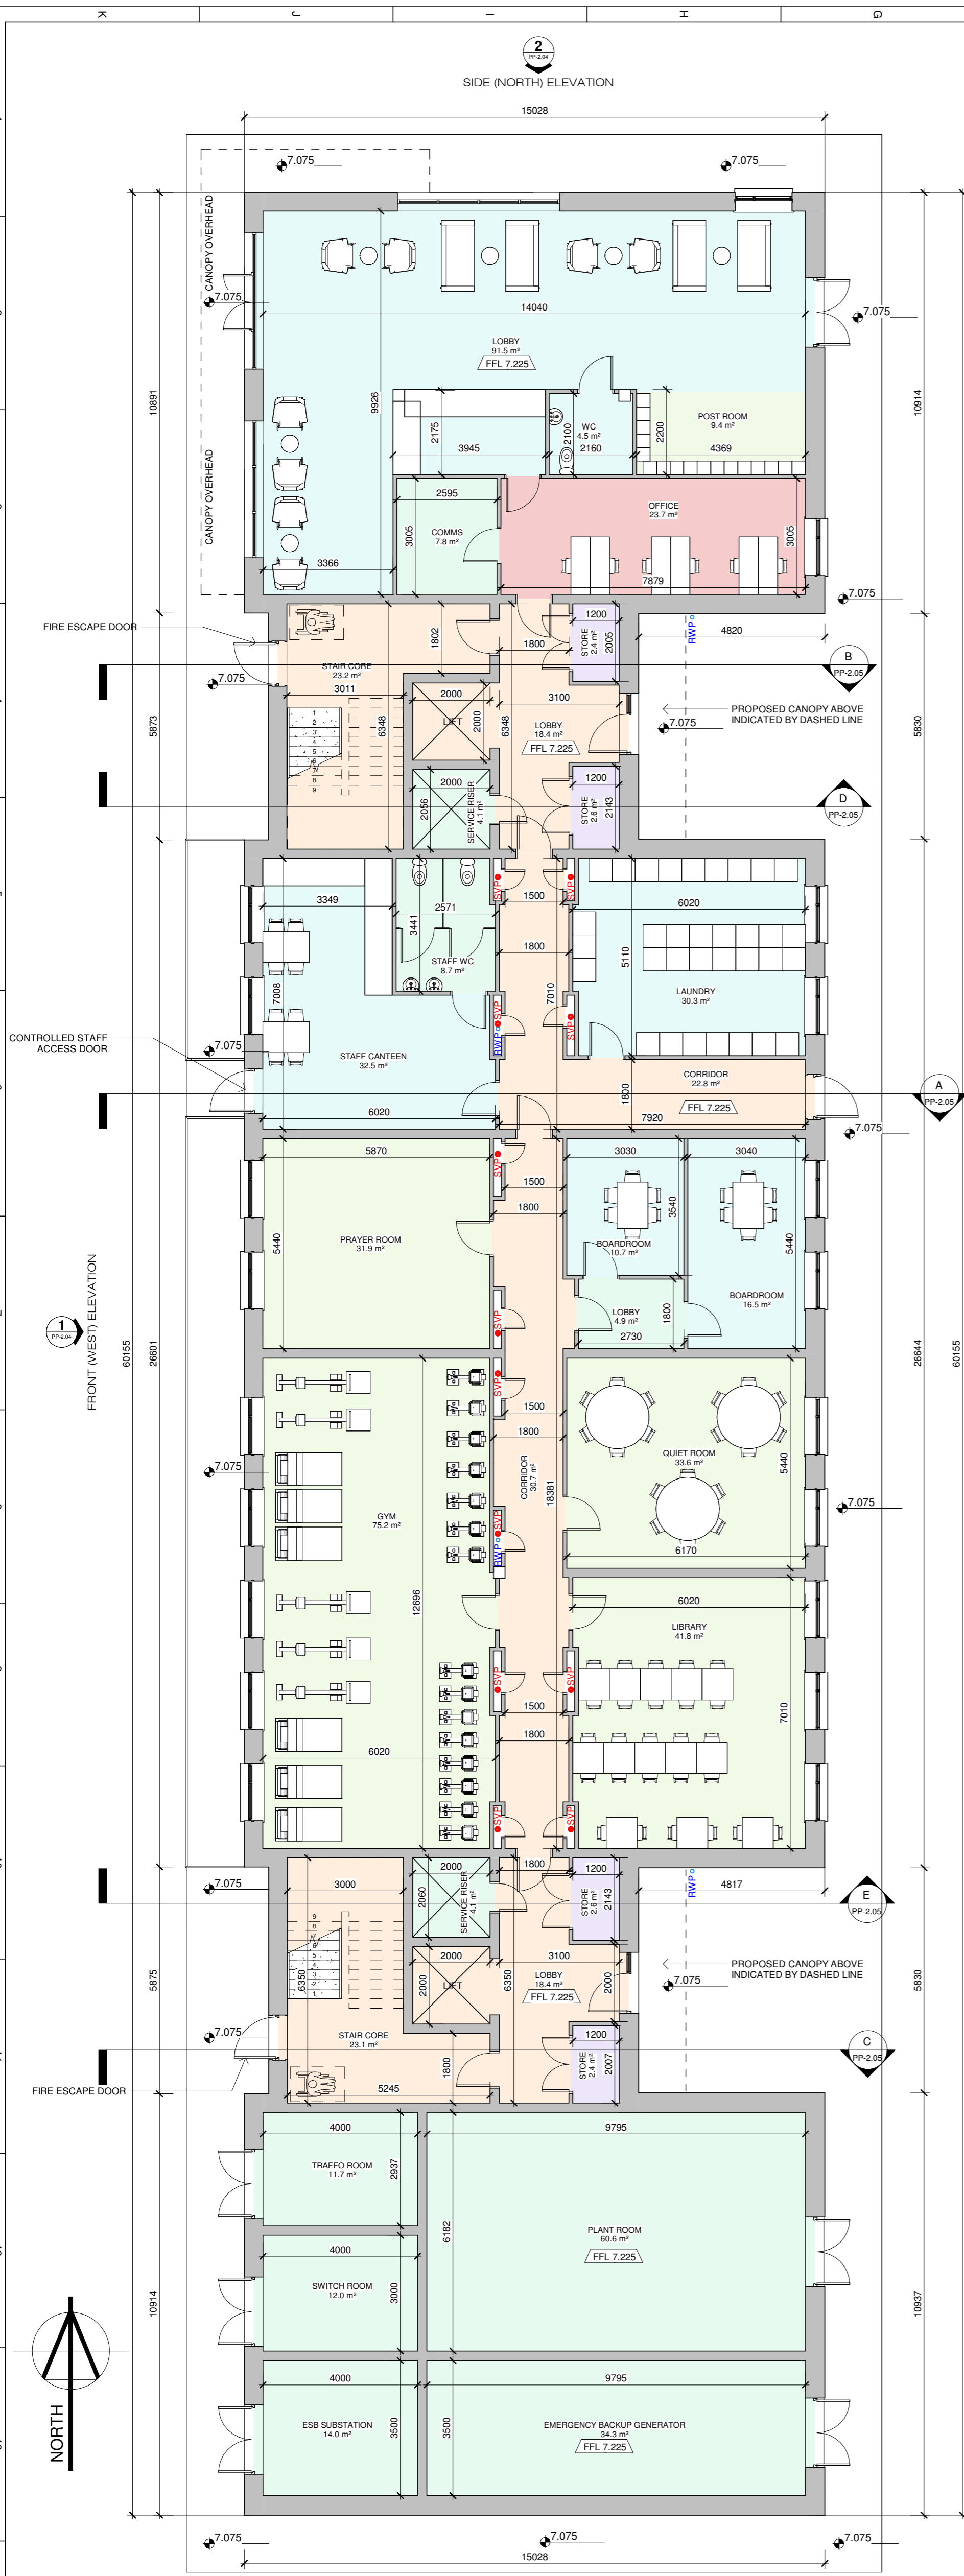 K
J
I
H
G
2
PP-2.04
SIDE (NORTH) ELEVATION
15028
7.075
7.075
CANOPY OVERHEAD
7.075
14040
7.075
LOBBY
91.5 m²
FFL 7.225
10891
9926
10914
CANOPY OVERHEAD
2175
3945
WC
4.5 m²
2100
2160
POST ROOM
9.4 m²
2200
4369
2595
COMMS
7.8 m²
3005
OFFICE
23.7 m²
3005
7879
3366
7.075
FIRE ESCAPE DOOR
1802
1800
1200
STORE
2.4 m²
2005
RWP
4820
STAIR CORE
23.2 m²
3011
7.075
B
PP-2.05
2000
LIFT
2000
3100
6348
6348
LOBBY
18.4 m²
FFL 7.225
PROPOSED CANOPY ABOVE
INDICATED BY DASHED LINE
7.075
5873
5830
1
2
3
4
5
6
7
8
9
2000
2056
SERVICE RISER
4.1 m²
1200
STORE
2.6 m²
2143
D
PP-2.05
SVP
SVP
3349
2571
3441
1500
6020
STAFF WC
8.7 m²
1800
5110
7008
7010
LAUNDRY
30.3 m²
SVP
RWP
SVP
CONTROLLED STAFF
ACCESS DOOR
7.075
STAFF CANTEEN
32.5 m²
CORRIDOR
22.8 m²
1800
FFL 7.225
A
PP-2.05
6020
7920
7.075
5870
SVP
3030
3040
1500
1800
3540
5440
PRAYER ROOM
31.9 m²
BOARDROOM
10.7 m²
5440
BOARDROOM
16.5 m²
LOBBY
4.9 m²
1800
2730
1
PP-2.04
FRONT (WEST) ELEVATION
60155
26601
26644
60155
SVP
SVP
1500
1800
QUIET ROOM
33.6 m²
5440
7.075
CORRIDOR
30.7 m²
18381
7.075
GYM
75.2 m²
SVP
RWP
6170
12696
6020
LIBRARY
41.8 m²
SVP
SVP
1500
7010
1800
6020
SVP
SVP
7.075
3000
2000
2060
SERVICE RISER
4.1 m²
1800
1200
STORE
2.6 m²
2143
RWP
4817
E
PP-2.05
9
8
7
6
5
4
3
2
1
6350
2000
LIFT
2000
3100
6350
LOBBY
18.4 m²
FFL 7.225
2000
PROPOSED CANOPY ABOVE
INDICATED BY DASHED LINE
7.075
5875
5830
7.075
STAIR CORE
23.1 m²
1800
1200
STORE
2.4 m²
2007
C
PP-2.05
FIRE ESCAPE DOOR
5245
4000
9795
TRAFFO ROOM
11.7 m²
2937
6182
PLANT ROOM
60.6 m²
FFL 7.225
4000
SWITCH ROOM
12.0 m²
3000
10914
10937
4000
9795
ESB SUBSTATION
14.0 m²
3500
3500
EMERGENCY BACKUP GENERATOR
34.3 m²
FFL 7.225
NORTH
7.075
7.075
7.075
15028